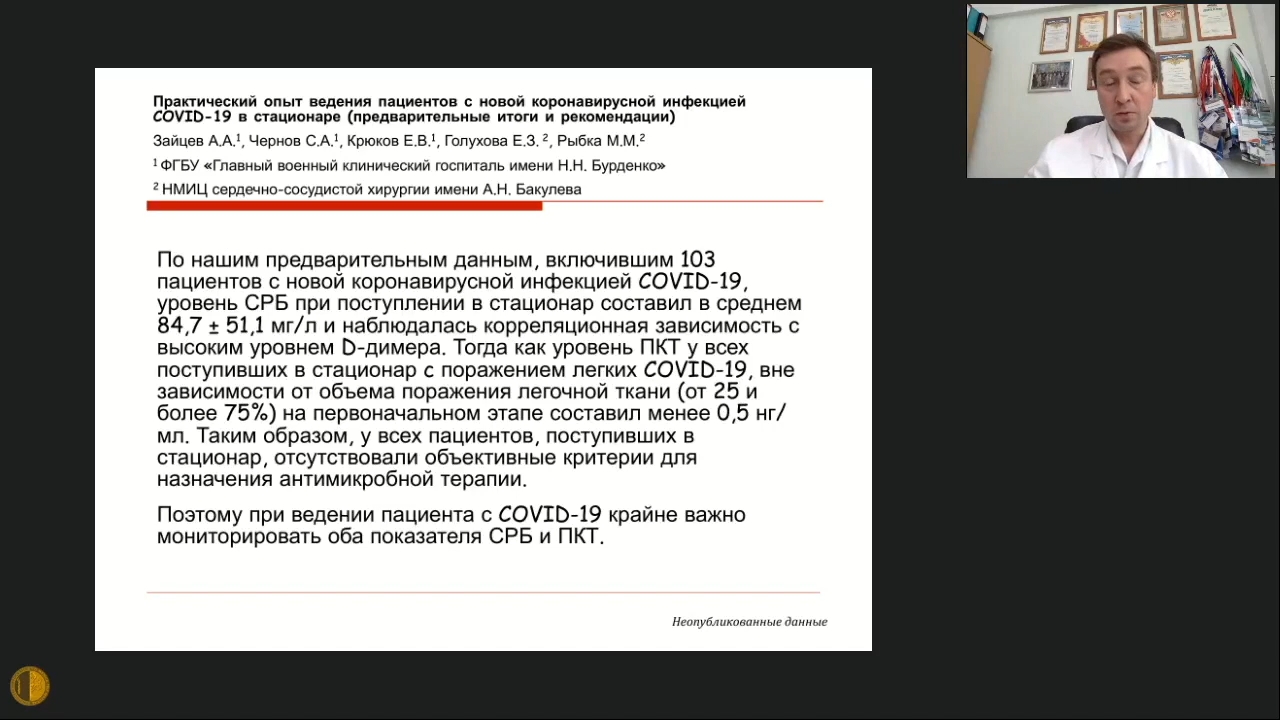 Практический опыт ведения пациентов с новой коронавирусной инфекцией
COVID-19 в стационаре (предварительные итоги и рекомендации)
Зайцев А.А.¹, Чернов С.А.¹, Крюков Е.В.¹, Голухова Е.З. ², Рыбка М.М.²
¹ ФГБУ «Главный военный клинический госпиталь имени Н.Н. Бурденко»
² НМИЦ сердечно-сосудистой хирургии имени А.Н. Бакулева
По нашим предварительным данным, включившим 103
пациентов с новой коронавирусной инфекцией COVID-19,
уровень СРБ при поступлении в стационар составил в среднем
84,7 ± 51,1 мг/л и наблюдалась корреляционная зависимость с
высоким уровнем D-димера. Тогда как уровень ПКТ у всех
поступивших в стационар с поражением легких COVID-19, вне
зависимости от объема поражения легочной ткани (от 25 и
более 75%) на первоначальном этапе составил менее 0,5 нг/
мл. Таким образом, у всех пациентов, поступивших в
стационар, отсутствовали объективные критерии для
назначения антимикробной терапии.
Поэтому при ведении пациента с COVID-19 крайне важно
мониторировать оба показателя СРБ и ПКТ.
Неопубликованные данные